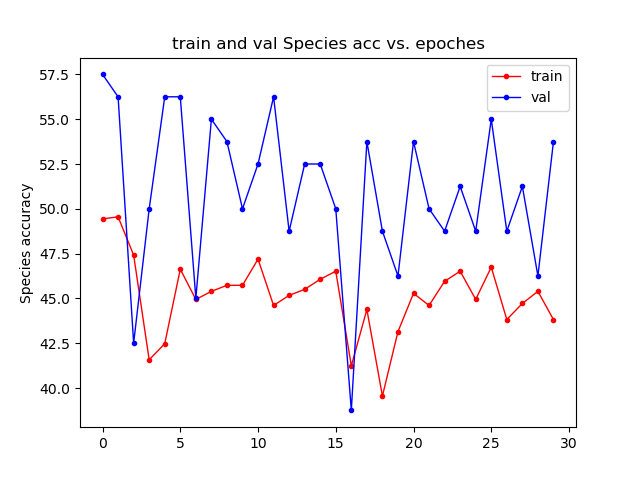 train and val Species acc vs. epoches
train
val
Species accuracy
57.5
55.0
52.5
50.0
47.5
45.0
42.5
40.0
0 5 10 15 20 25 30